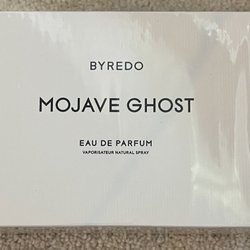 BYREDO
MOJAVE GHOST
EAU DE PARFUM
VAPORISATEUR NATURAL SPRAY